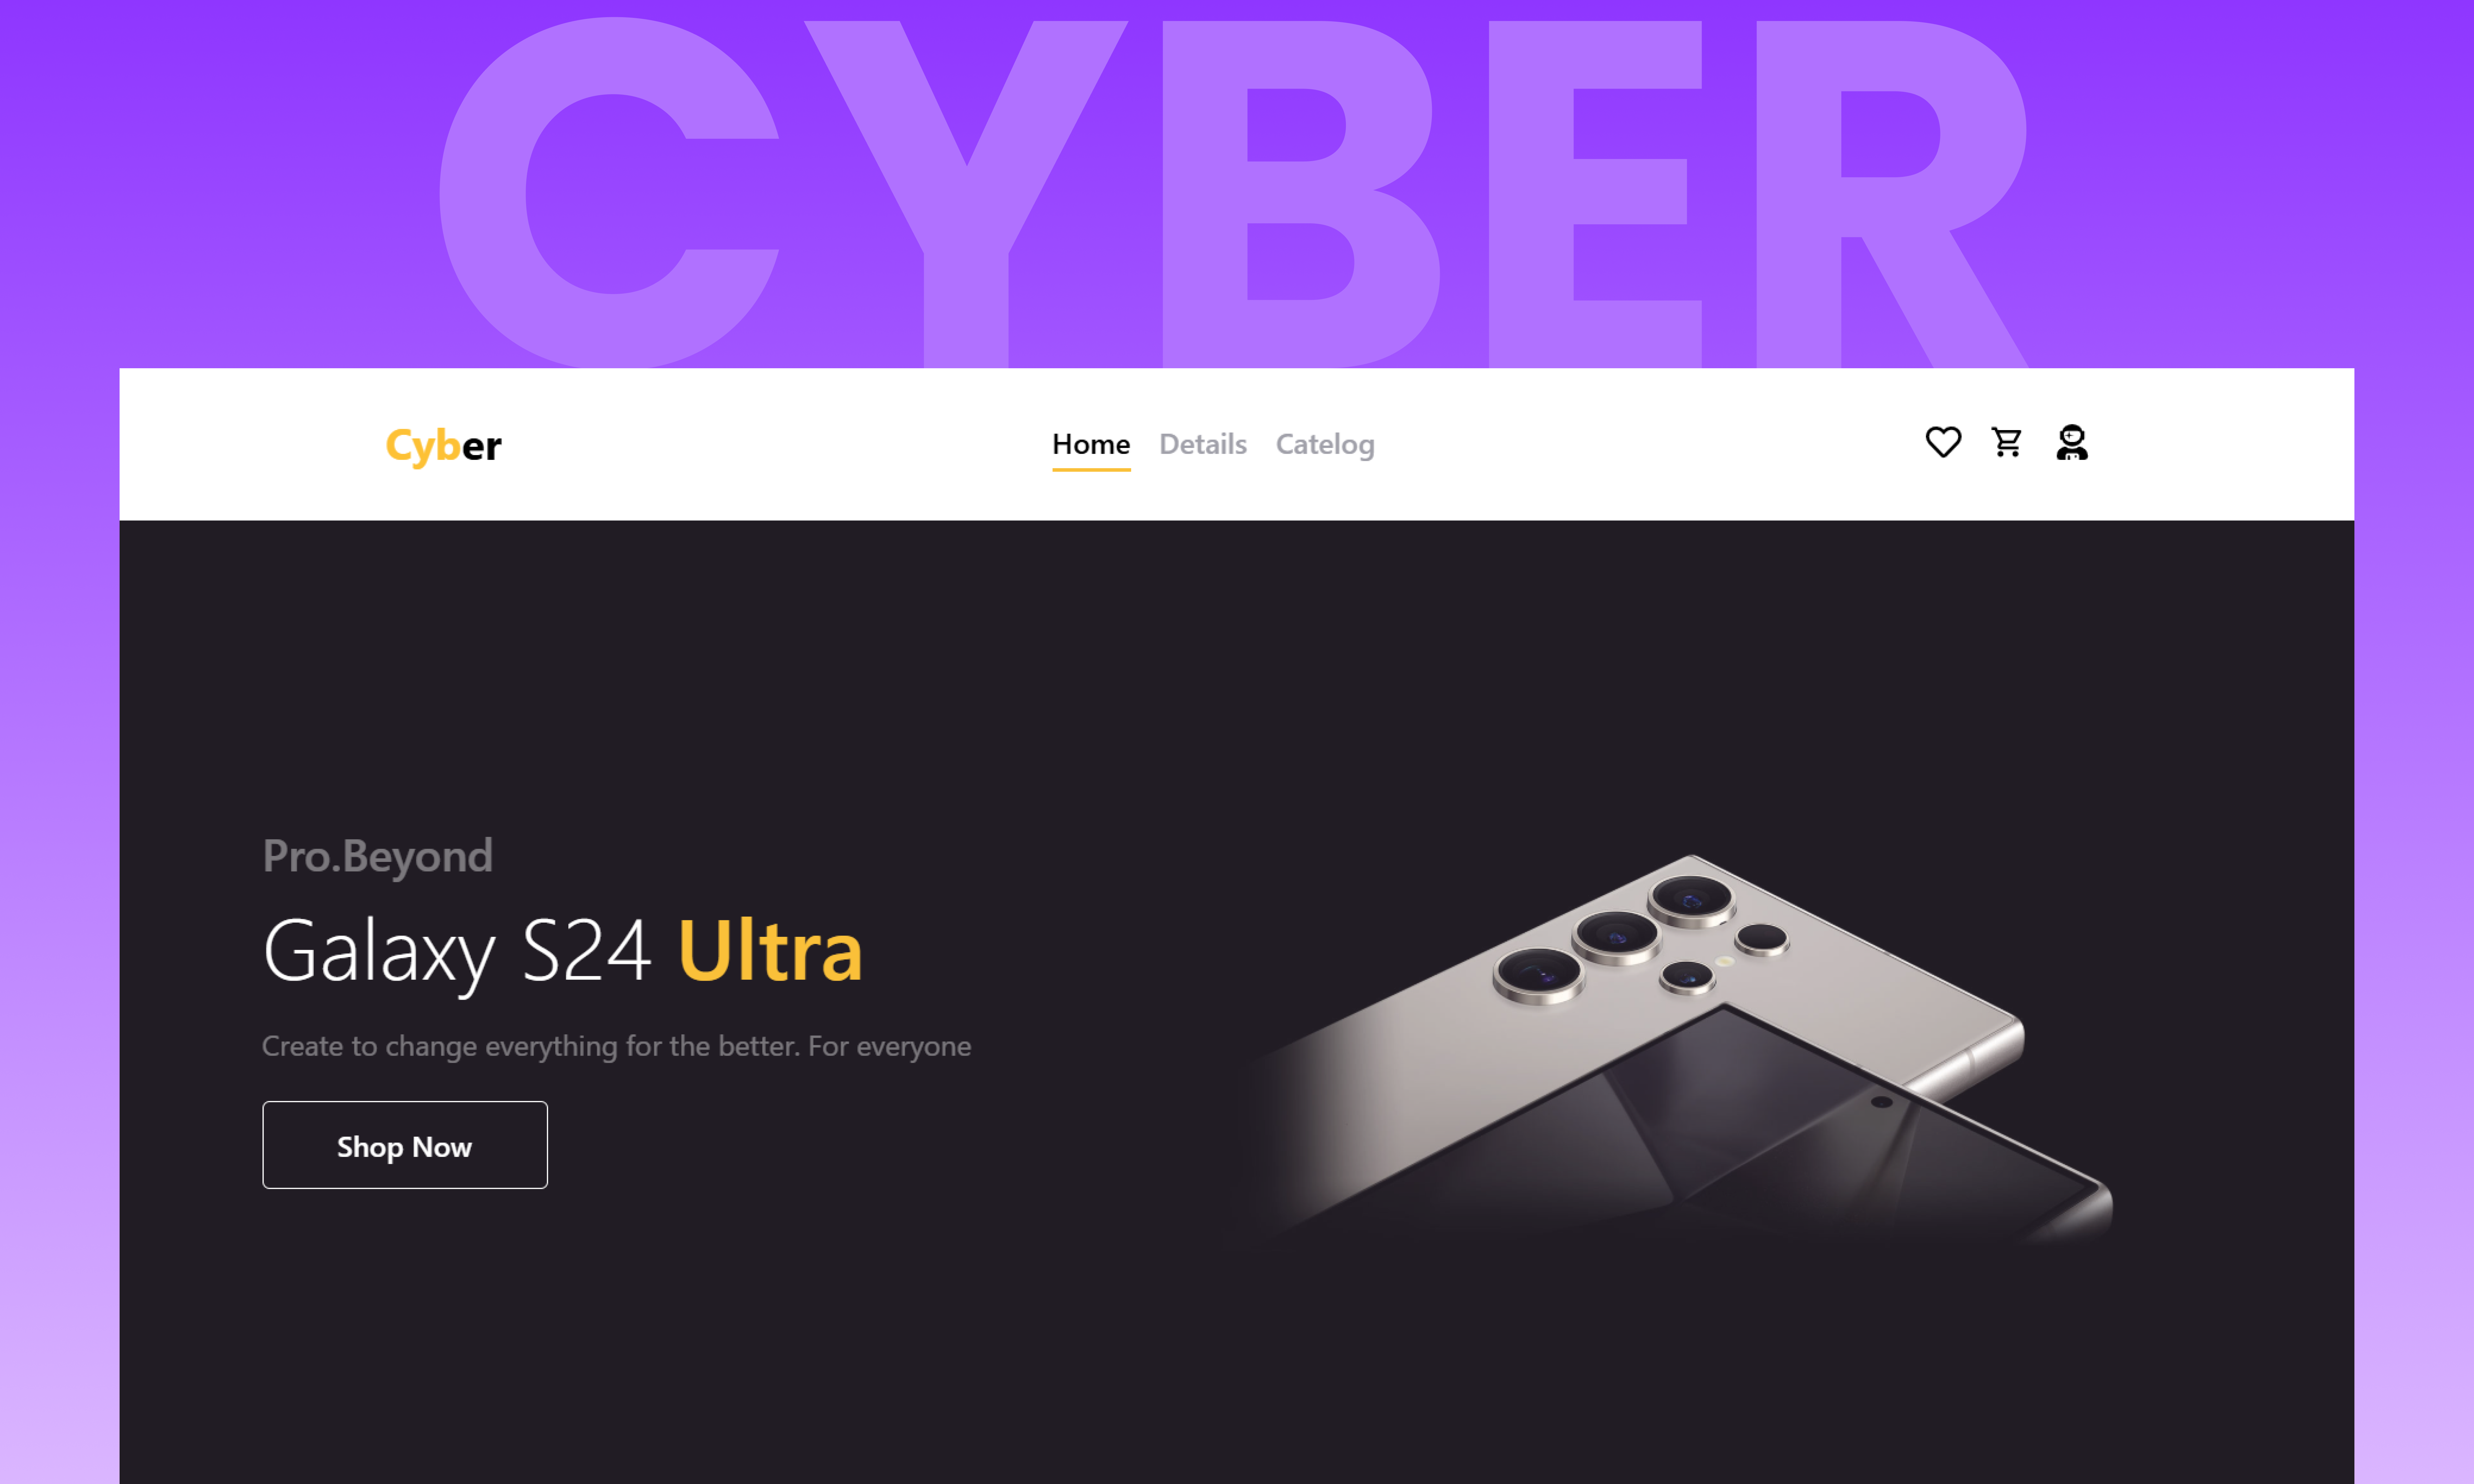 CYBER
Cyber
Home Details Catelog
Pro.Beyond
Galaxy S24 Ultra
Create to change everything for the better. For everyone
Shop Now